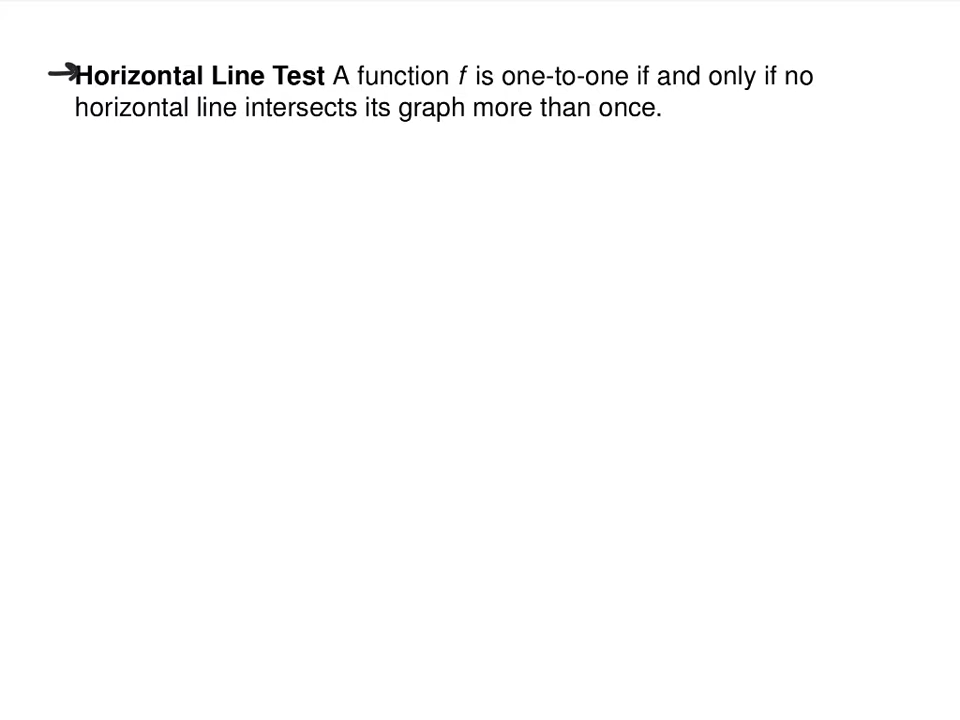 Horizontal Line Test A function f is one-to-one if and only if no
horizontal line intersects its graph more than once.